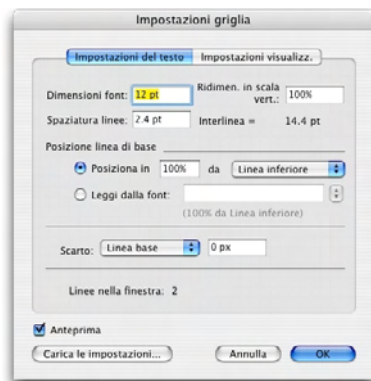 Impostazioni griglia
Impostazioni del testo Impostazioni visualizz.
Dimensioni font: 12 pt Ridimen. in scala vert.: 100%
Spaziatura linee: 2.4 pt Interlinea = 14.4 pt
Posizione linea di base
Posiziona in 100% da Linea inferiore
Leggi dalla font:
(100% da Linea inferiore)
Scarto: Linea base 0 px
Linee nella finestra: 2
Anteprima
Carica le impostazioni... Annulla OK